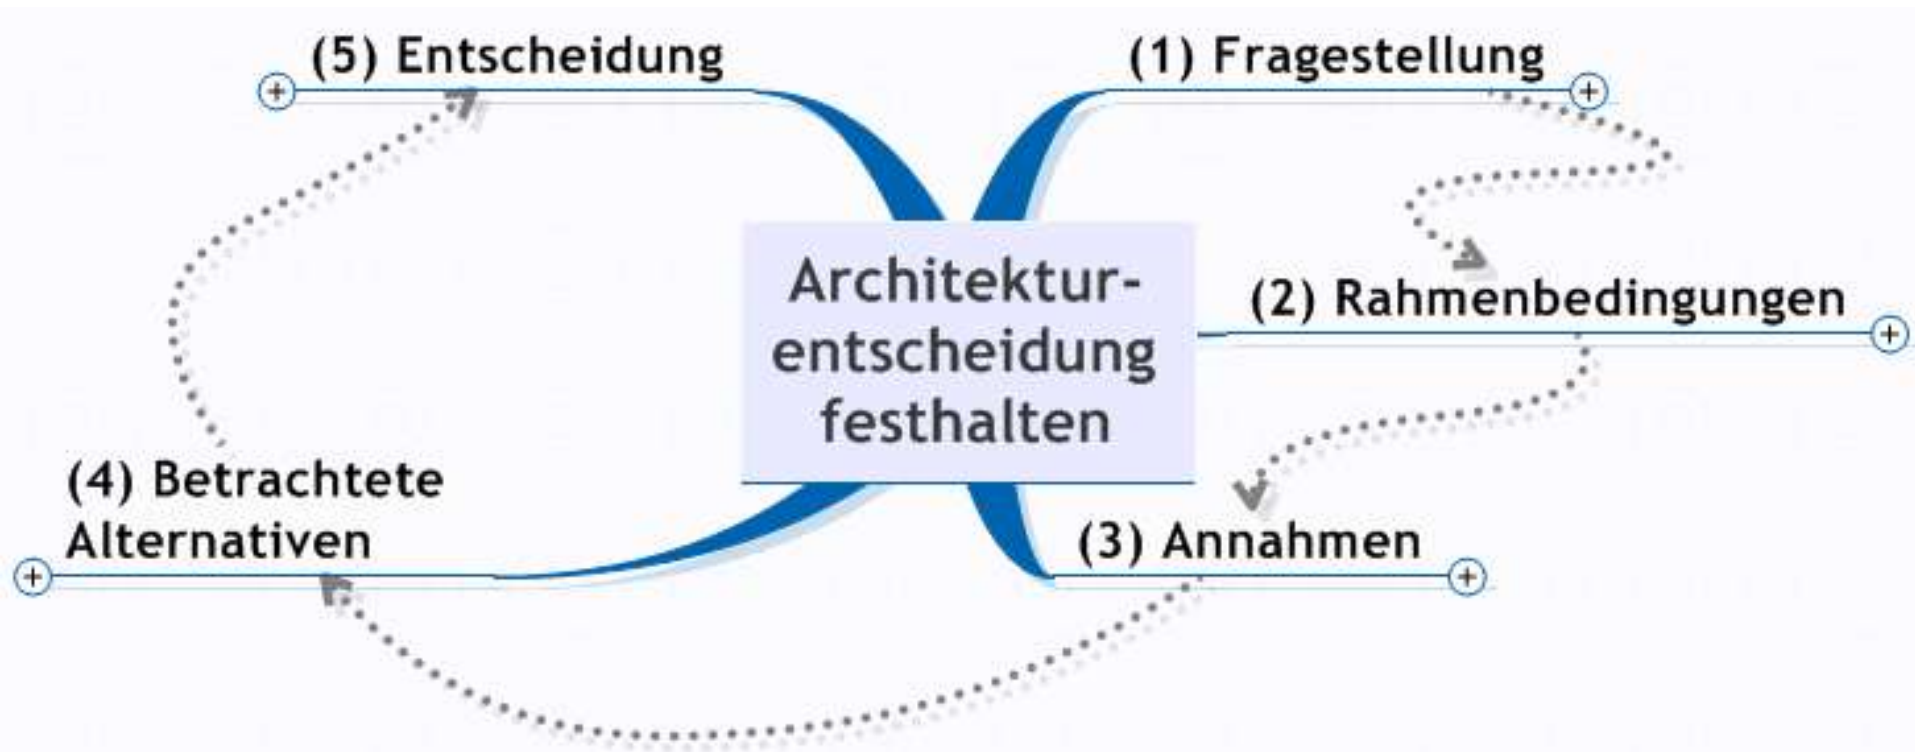 Architektur-
entscheidung
festhalten
(1) Fragestellung
(2) Rahmenbedingungen
(3) Annahmen
(4) Betrachtete
Alternativen
(5) Entscheidung